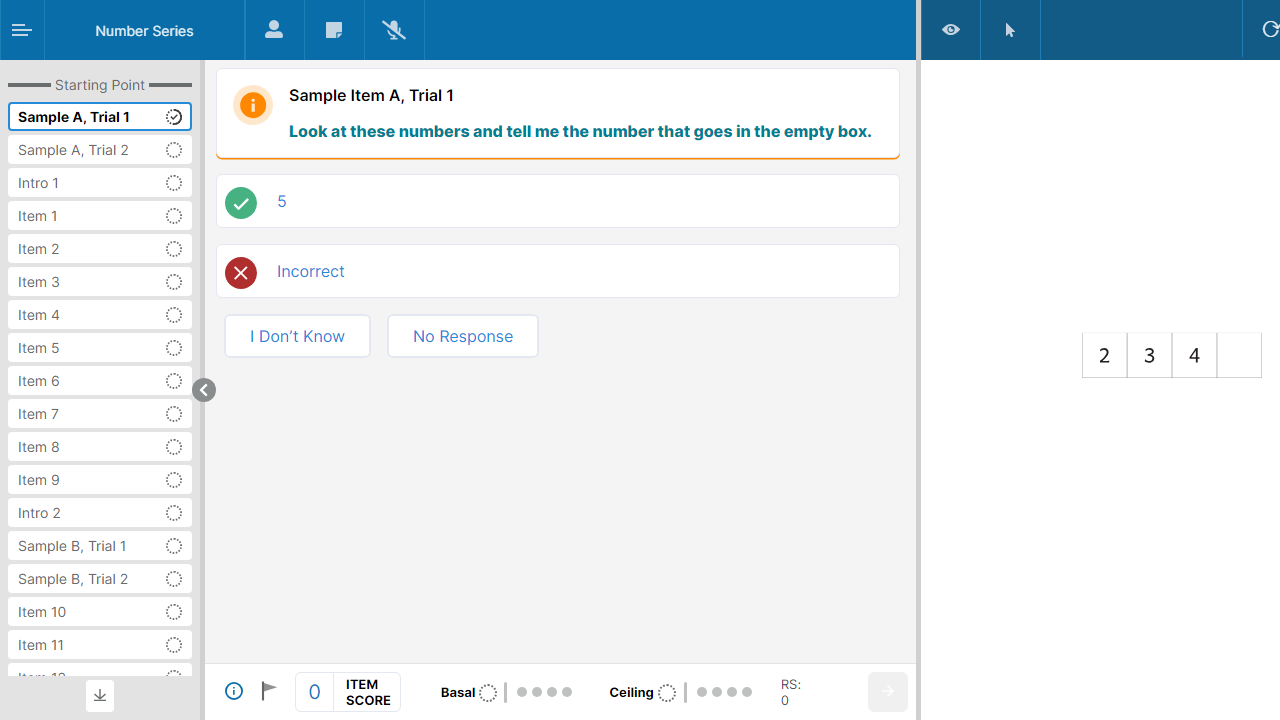 Number Series
Starting Point
Sample A, Trial 1
Sample A, Trial 2
Intro 1
Item 1
Item 2
Item 3
Item 4
Item 5
Item 6
Item 7
Item 8
Item 9
Intro 2
Sample B, Trial 1
Sample B, Trial 2
Item 10
Item 11
Sample Item A, Trial 1
Look at these numbers and tell me the number that goes in the empty box.
5
Incorrect
I Don’t Know
No Response
0
ITEM
SCORE
Basal
Ceiling
RS:
0
2 3 4